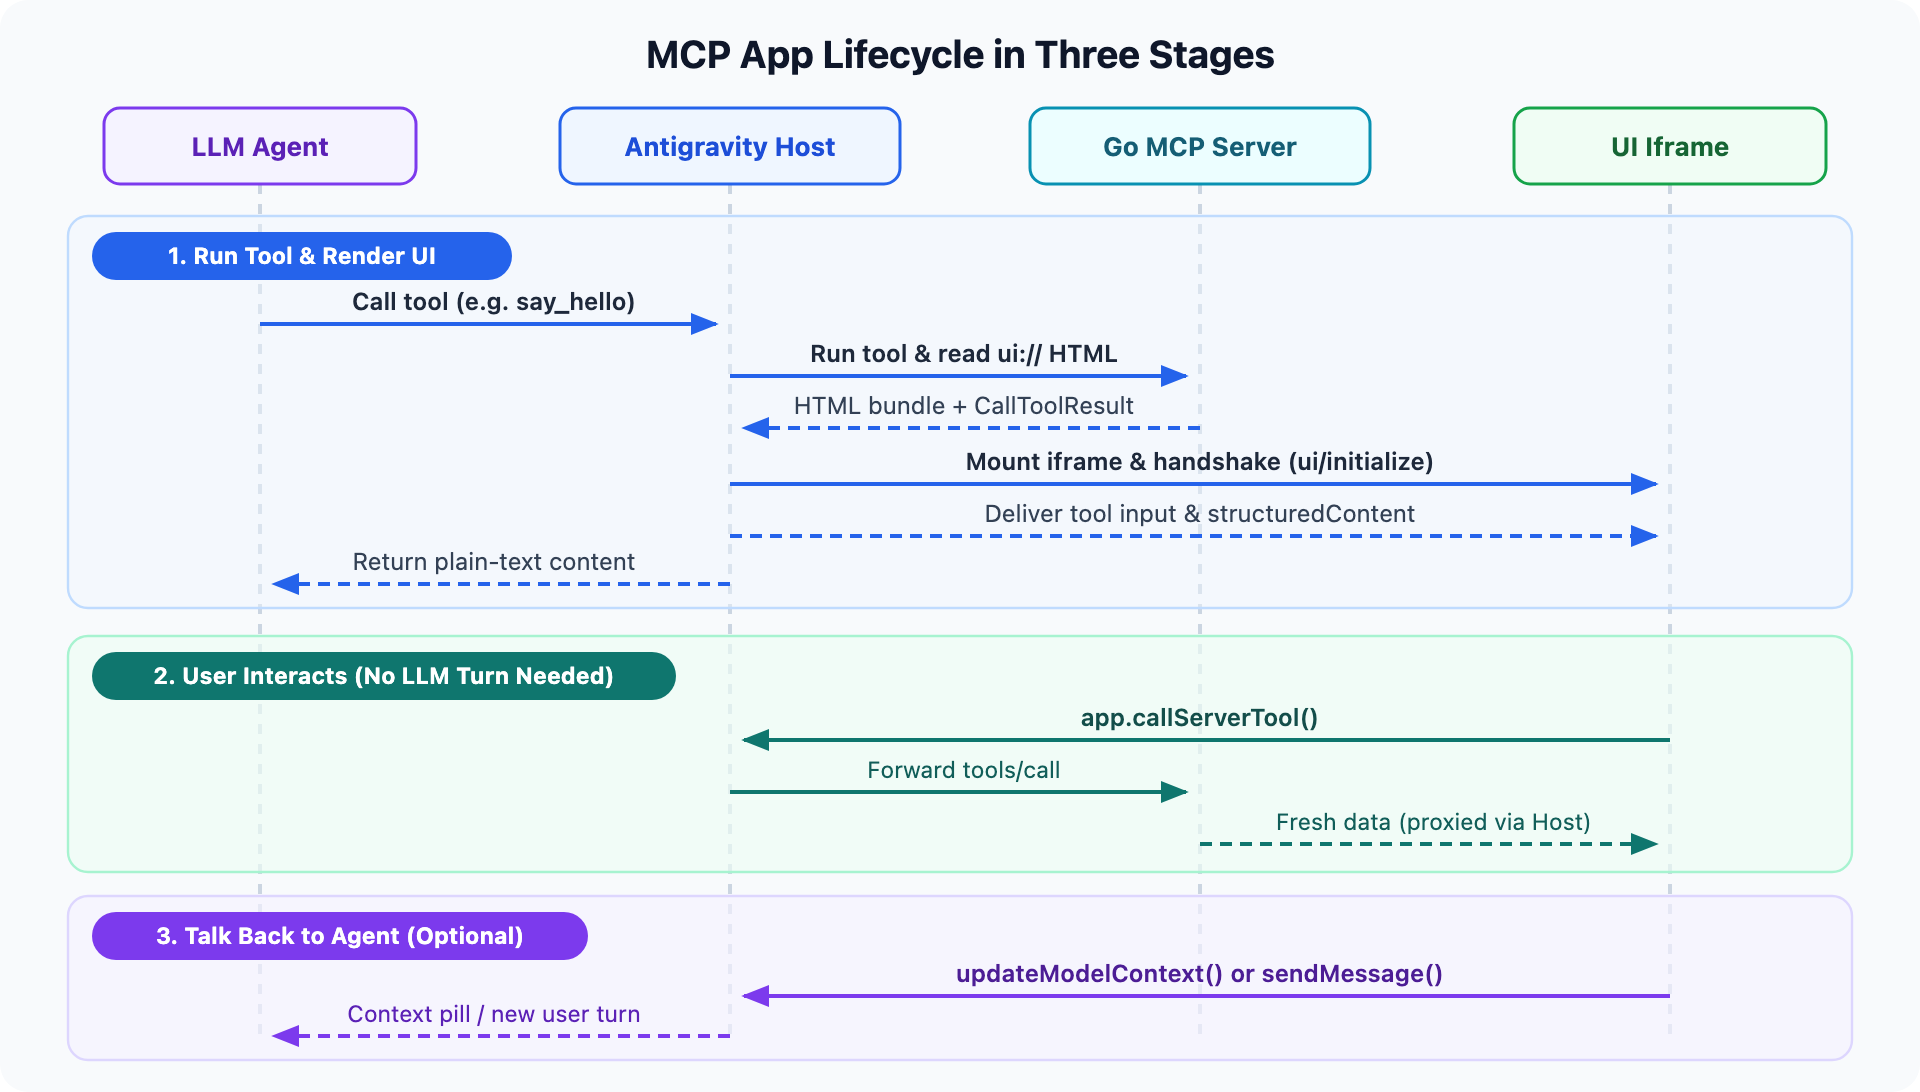 MCP App Lifecycle in Three Stages
LLM Agent
Antigravity Host
Go MCP Server
UI Iframe
1. Run Tool & Render UI
Call tool (e.g. say_hello)
Run tool & read ui:// HTML
HTML bundle + CallToolResult
Mount iframe & handshake (ui/initialize)
Deliver tool input & structuredContent
Return plain-text content
2. User Interacts (No LLM Turn Needed)
app.callServerTool()
Forward tools/call
Fresh data (proxied via Host)
3. Talk Back to Agent (Optional)
updateModelContext() or sendMessage()
Context pill / new user turn